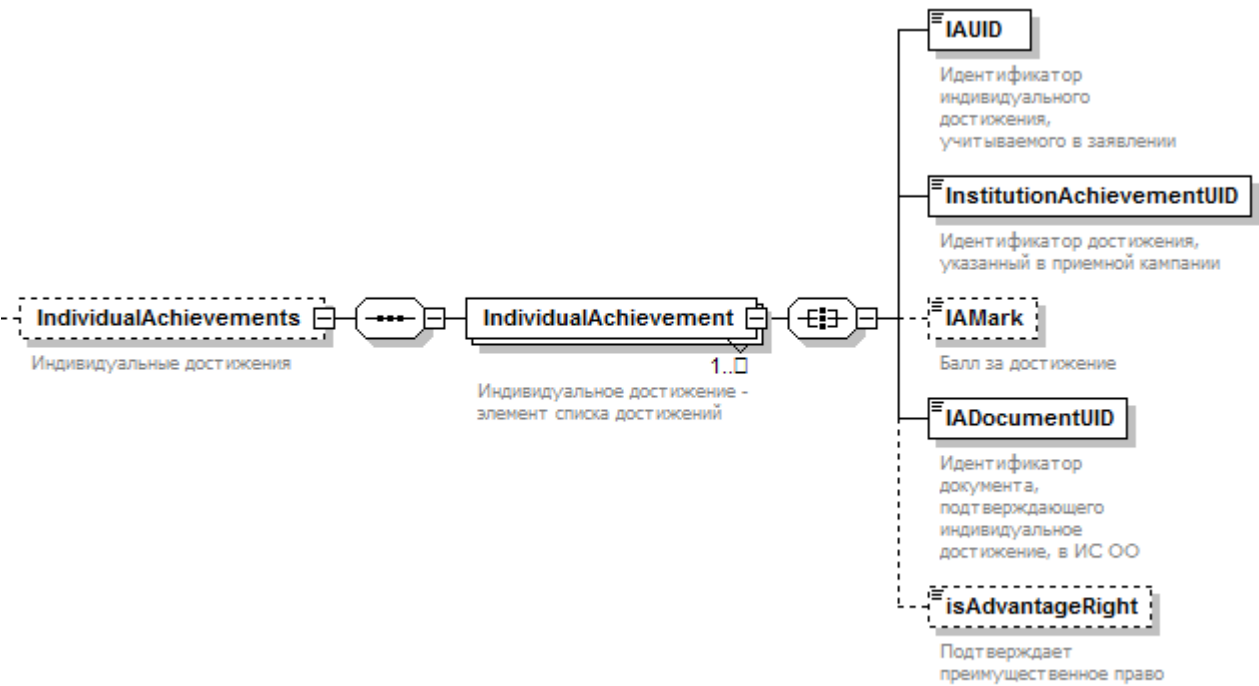 IAUID
Идентификатор
индивидуального
достижения,
учитываемого в заявлении
InstitutionAchievementUID
Идентификатор достижения,
указанный в приемной кампании
IndividualAchievements
Индивидуальные достижения
IndividualAchievement
1..□
Индивидуальное достижение -
элемент списка достижений
IAMark
Балл за достижение
IADocumentUID
Идентификатор
документа,
подтверждающего
индивидуальное
достижение, в ИС ОО
isAdvantageRight
Подтверждает
преимущественное право